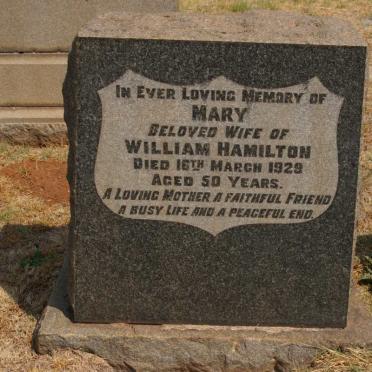 In Ever Loving Memory of
MARY
Beloved Wife of
WILLIAM HAMILTON
Died 16th March 1929
Aged 50 Years.
A Loving Mother a faithful Friend
A busy Life and a peaceful end.